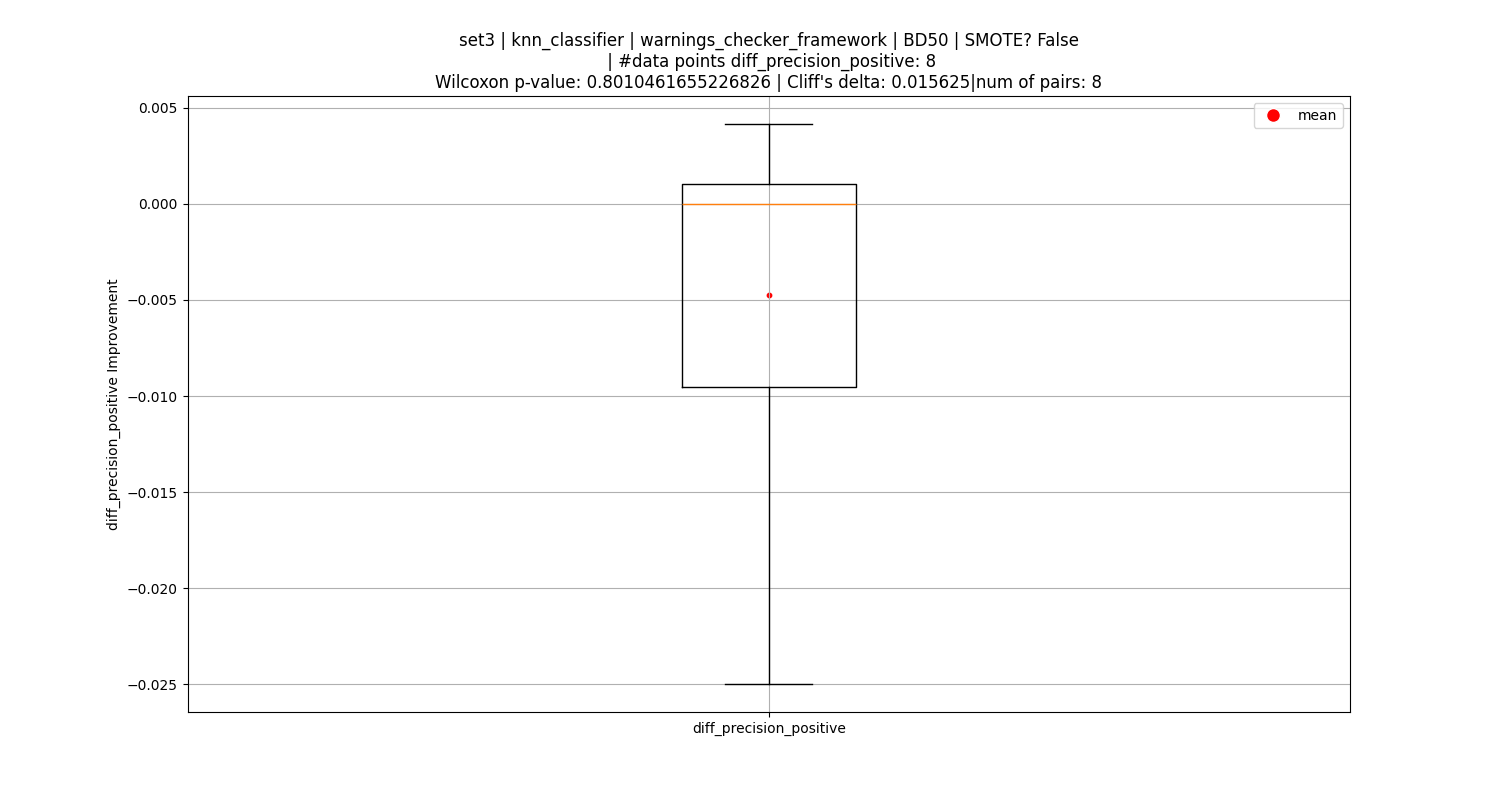 set3 | knn_classifier | warnings_checker_framework | BD50 | SMOTE? False
| #data points diff_precision_positive: 8
Wilcoxon p-value: 0.8010461655226826 | Cliff's delta: 0.015625|num of pairs: 8
mean
diff_precision_positive Improvement
0.005
0.000
−0.005
−0.010
−0.015
−0.020
−0.025
diff_precision_positive